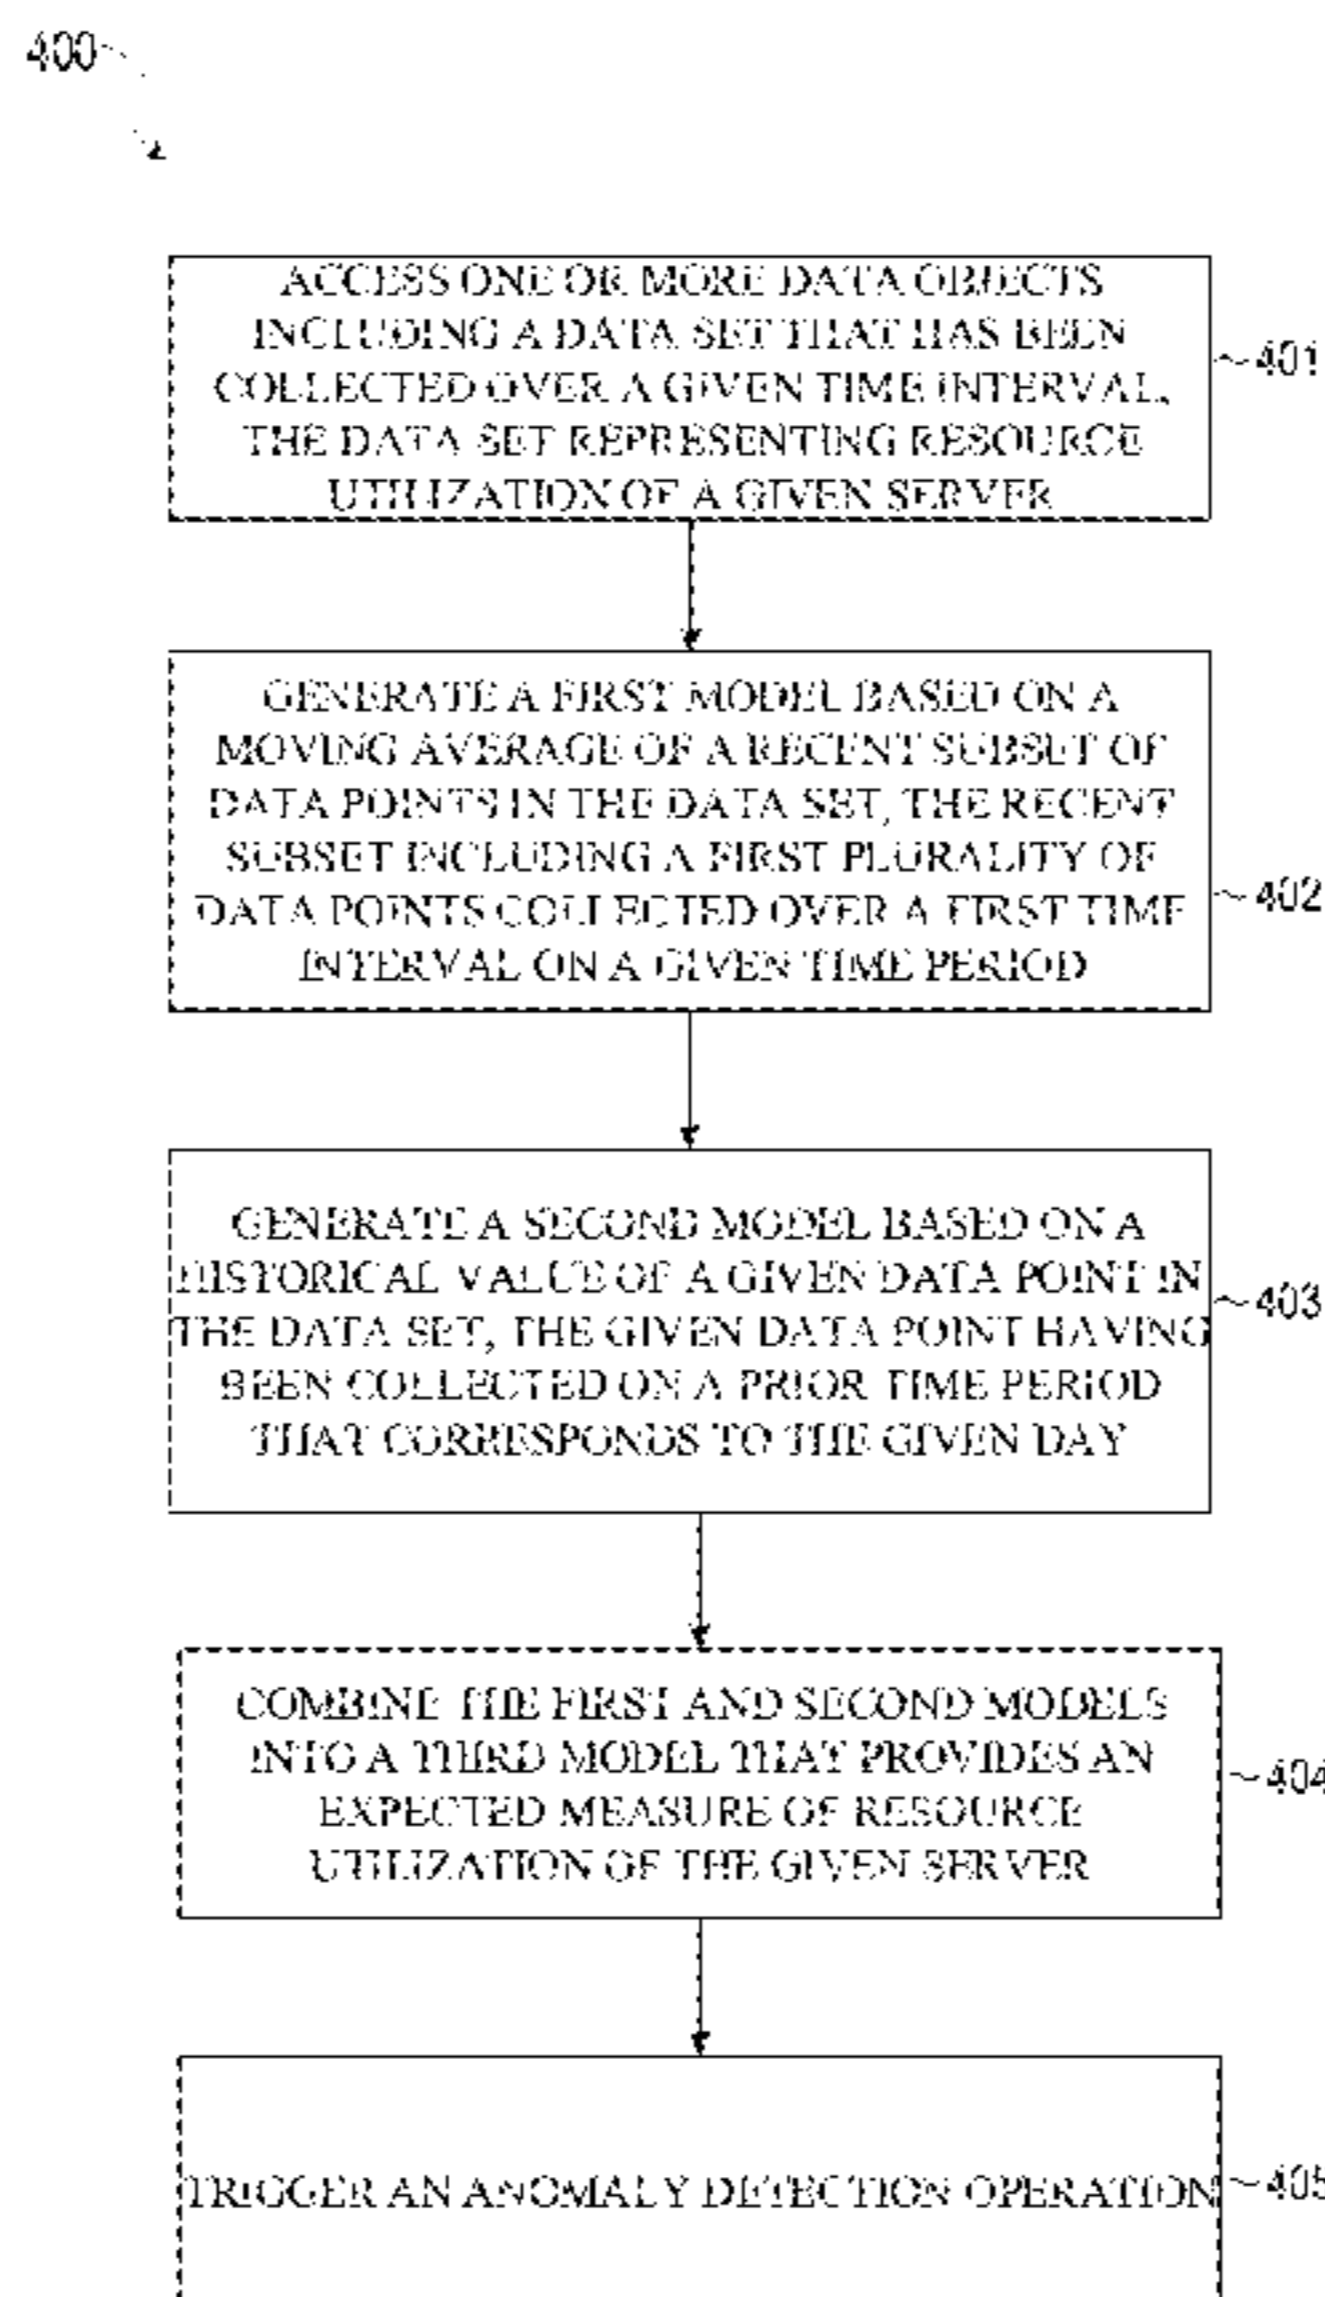 400
ACCESS ONE OR MORE DATA OBJECTS
INCLUDING A DATA SET THAT HAS BEEN
COLLECTED OVER A GIVEN TIME INTERVAL,
THE DATA SET REPRESENTING RESOURCE
UTILIZATION OF A GIVEN SERVER
401
GENERATE A FIRST MODEL BASED ON A
MOVING AVERAGE OF A RECENT SUBSET OF
DATA POINTS IN THE DATA SET, THE RECENT
SUBSET INCLUDING A FIRST PLURALITY OF
DATA POINTS COLLECTED OVER A FIRST TIME
INTERVAL ON A GIVEN TIME PERIOD
402
GENERATE A SECOND MODEL BASED ON A
HISTORICAL VALUE OF A GIVEN DATA POINT IN
THE DATA SET, THE GIVEN DATA POINT HAVING
BEEN COLLECTED ON A PRIOR TIME PERIOD
THAT CORRESPONDS TO THE GIVEN DAY
403
COMBINE THE FIRST AND SECOND MODELS
INTO A THIRD MODEL THAT PROVIDES AN
EXPECTED MEASURE OF RESOURCE
UTILIZATION OF THE GIVEN SERVER
404
TRIGGER AN ANOMALY DETECTION OPERATION
405